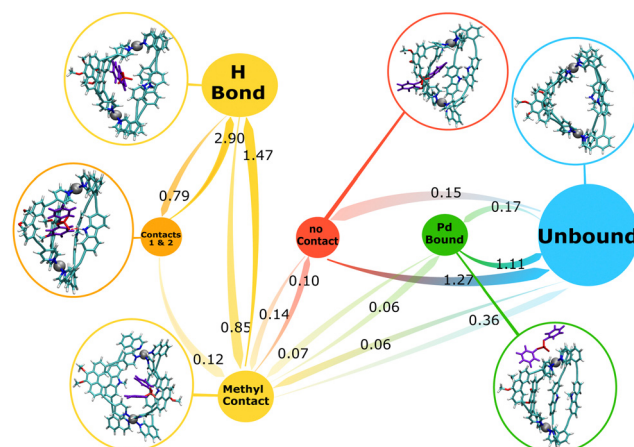 H
Bond
2.90
1.47
0.79
0.15
0.17
Contacts
1 & 2
no
Contact
Pd
Bound
Unbound
1.11
1.27
0.10
0.14
0.06
0.85
0.36
0.12
0.07
0.06
Methyl
Contact